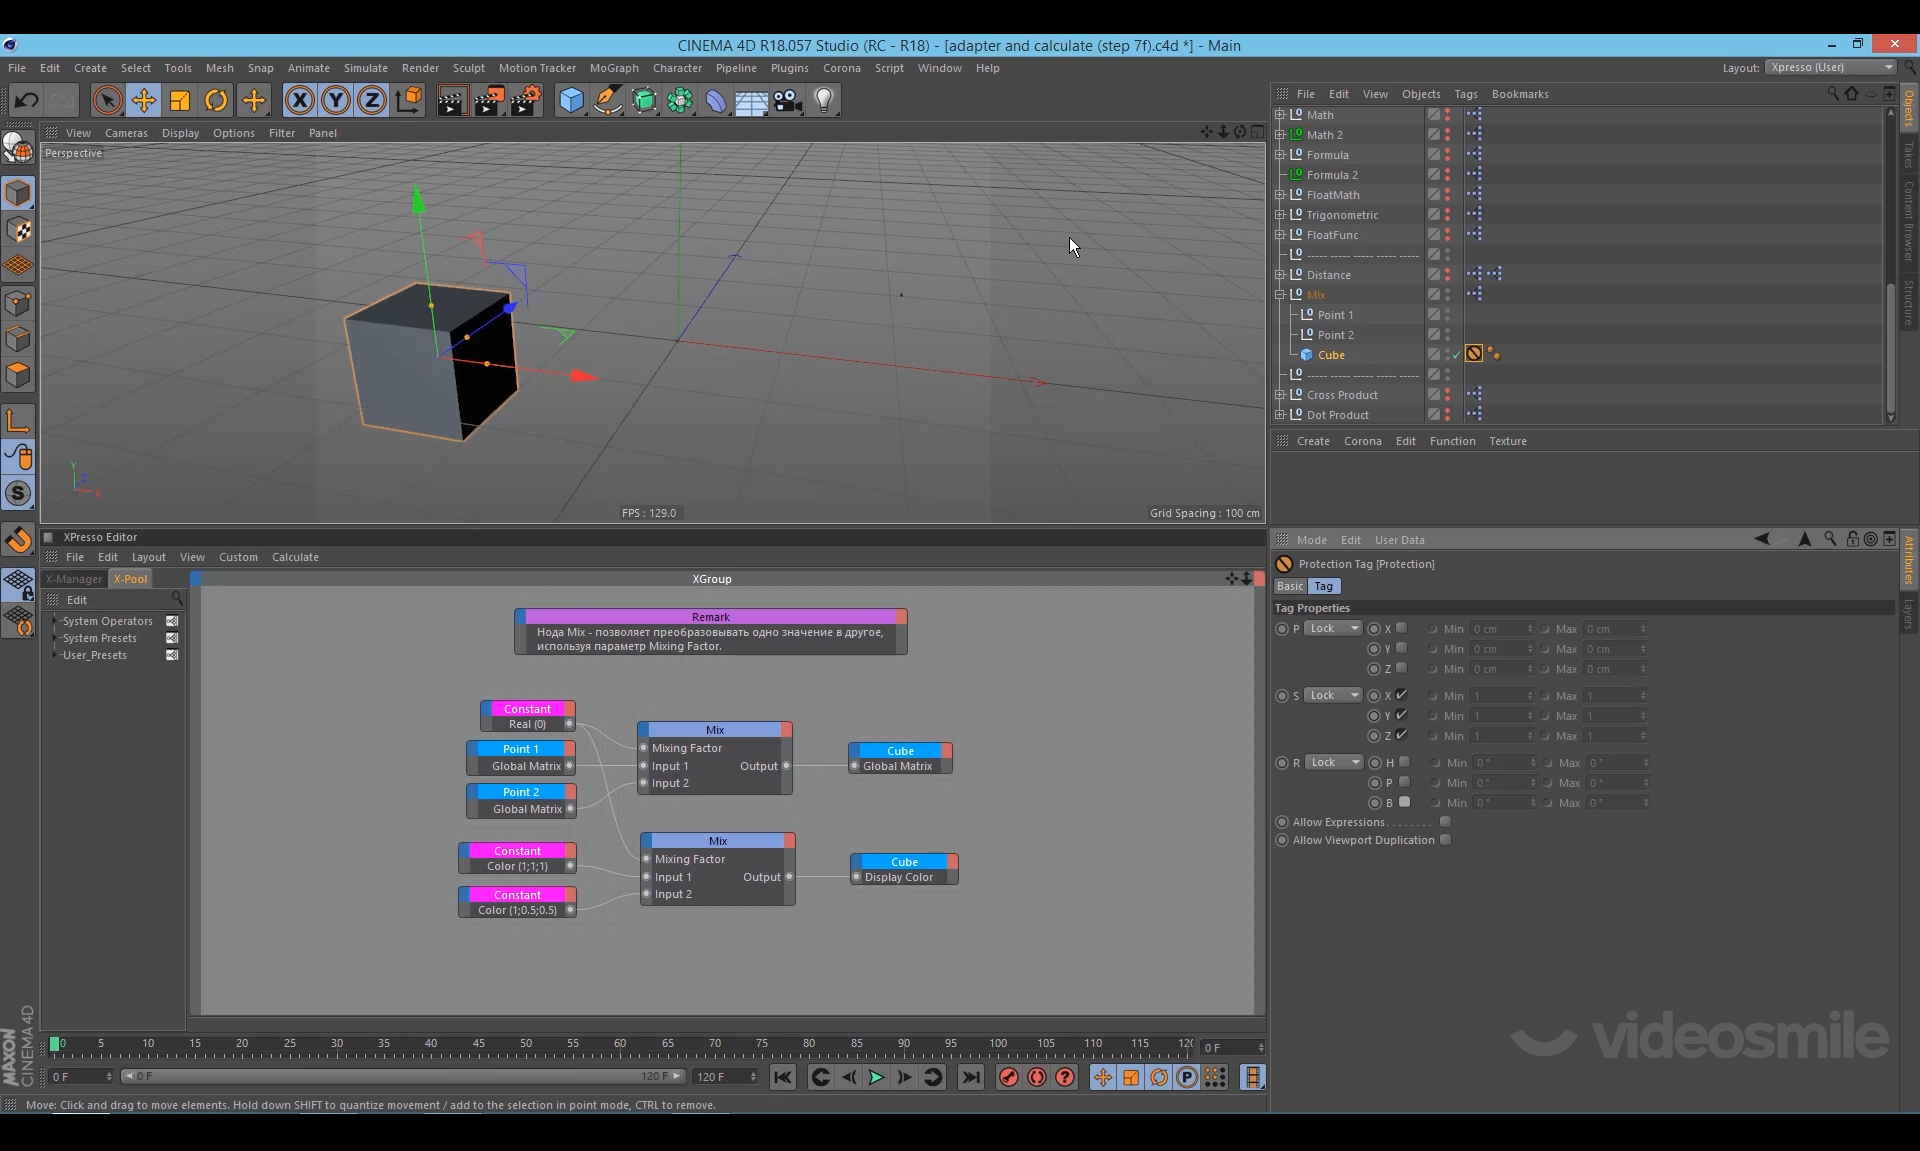 CINEMA 4D R18.057 Studio (RC - R18) - [adapter and calculate (step 7f).c4d *] - Main
File Edit Create Select Tools Mesh Snap Animate Simulate Render Sculpt Motion Tracker MoGraph Character Pipeline Plugins Corona Script Window Help
Layout: Xpresso (User)
View Cameras Display Options Filter Panel
Perspective
FPS : 129.0
Grid Spacing : 100 cm
File Edit View Objects Tags Bookmarks
Math
Math 2
Formula
Formula 2
FloatMath
Trigonometric
FloatFunc
----- ----- ----- ----- -----
Distance
Mix
Point 1
Point 2
Cube
----- ----- ----- ----- -----
Cross Product
Dot Product
Objects
Takes
Content Browser
Structure
Create Corona Edit Function Texture
XPresso Editor
File Edit Layout View Custom Calculate
X-Manager X-Pool
Edit
System Operators
System Presets
User_Presets
XGroup
Remark
Нода Mix - позволяет преобразовывать одно значение в другое,
используя параметр Mixing Factor.
Constant
Real (0)
Point 1
Global Matrix
Point 2
Global Matrix
Mix
Mixing Factor
Input 1 Output
Input 2
Cube
Global Matrix
Constant
Color (1;1;1)
Constant
Color (1;0.5;0.5)
Mix
Mixing Factor
Input 1 Output
Input 2
Cube
Display Color
Mode Edit User Data
Protection Tag [Protection]
Basic Tag
Tag Properties
P Lock X Min 0 cm Max 0 cm
Y Min 0 cm Max 0 cm
Z Min 0 cm Max 0 cm
S Lock X Min 1 Max 1
Y Min 1 Max 1
Z Min 1 Max 1
R Lock H Min 0 ° Max 0 °
P Min 0 ° Max 0 °
B Min 0 ° Max 0 °
Allow Expressions . . . . . . . .
Allow Viewport Duplication
Attributes
Layers
videosmile
0 5 10 15 20 25 30 35 40 45 50 55 60 65 70 75 80 85 90 95 100 105 110 115 120
0 F
0 F 0 F 120 F 120 F
MAXON
CINEMA 4D
Move: Click and drag to move elements. Hold down SHIFT to quantize movement / add to the selection in point mode, CTRL to remove.